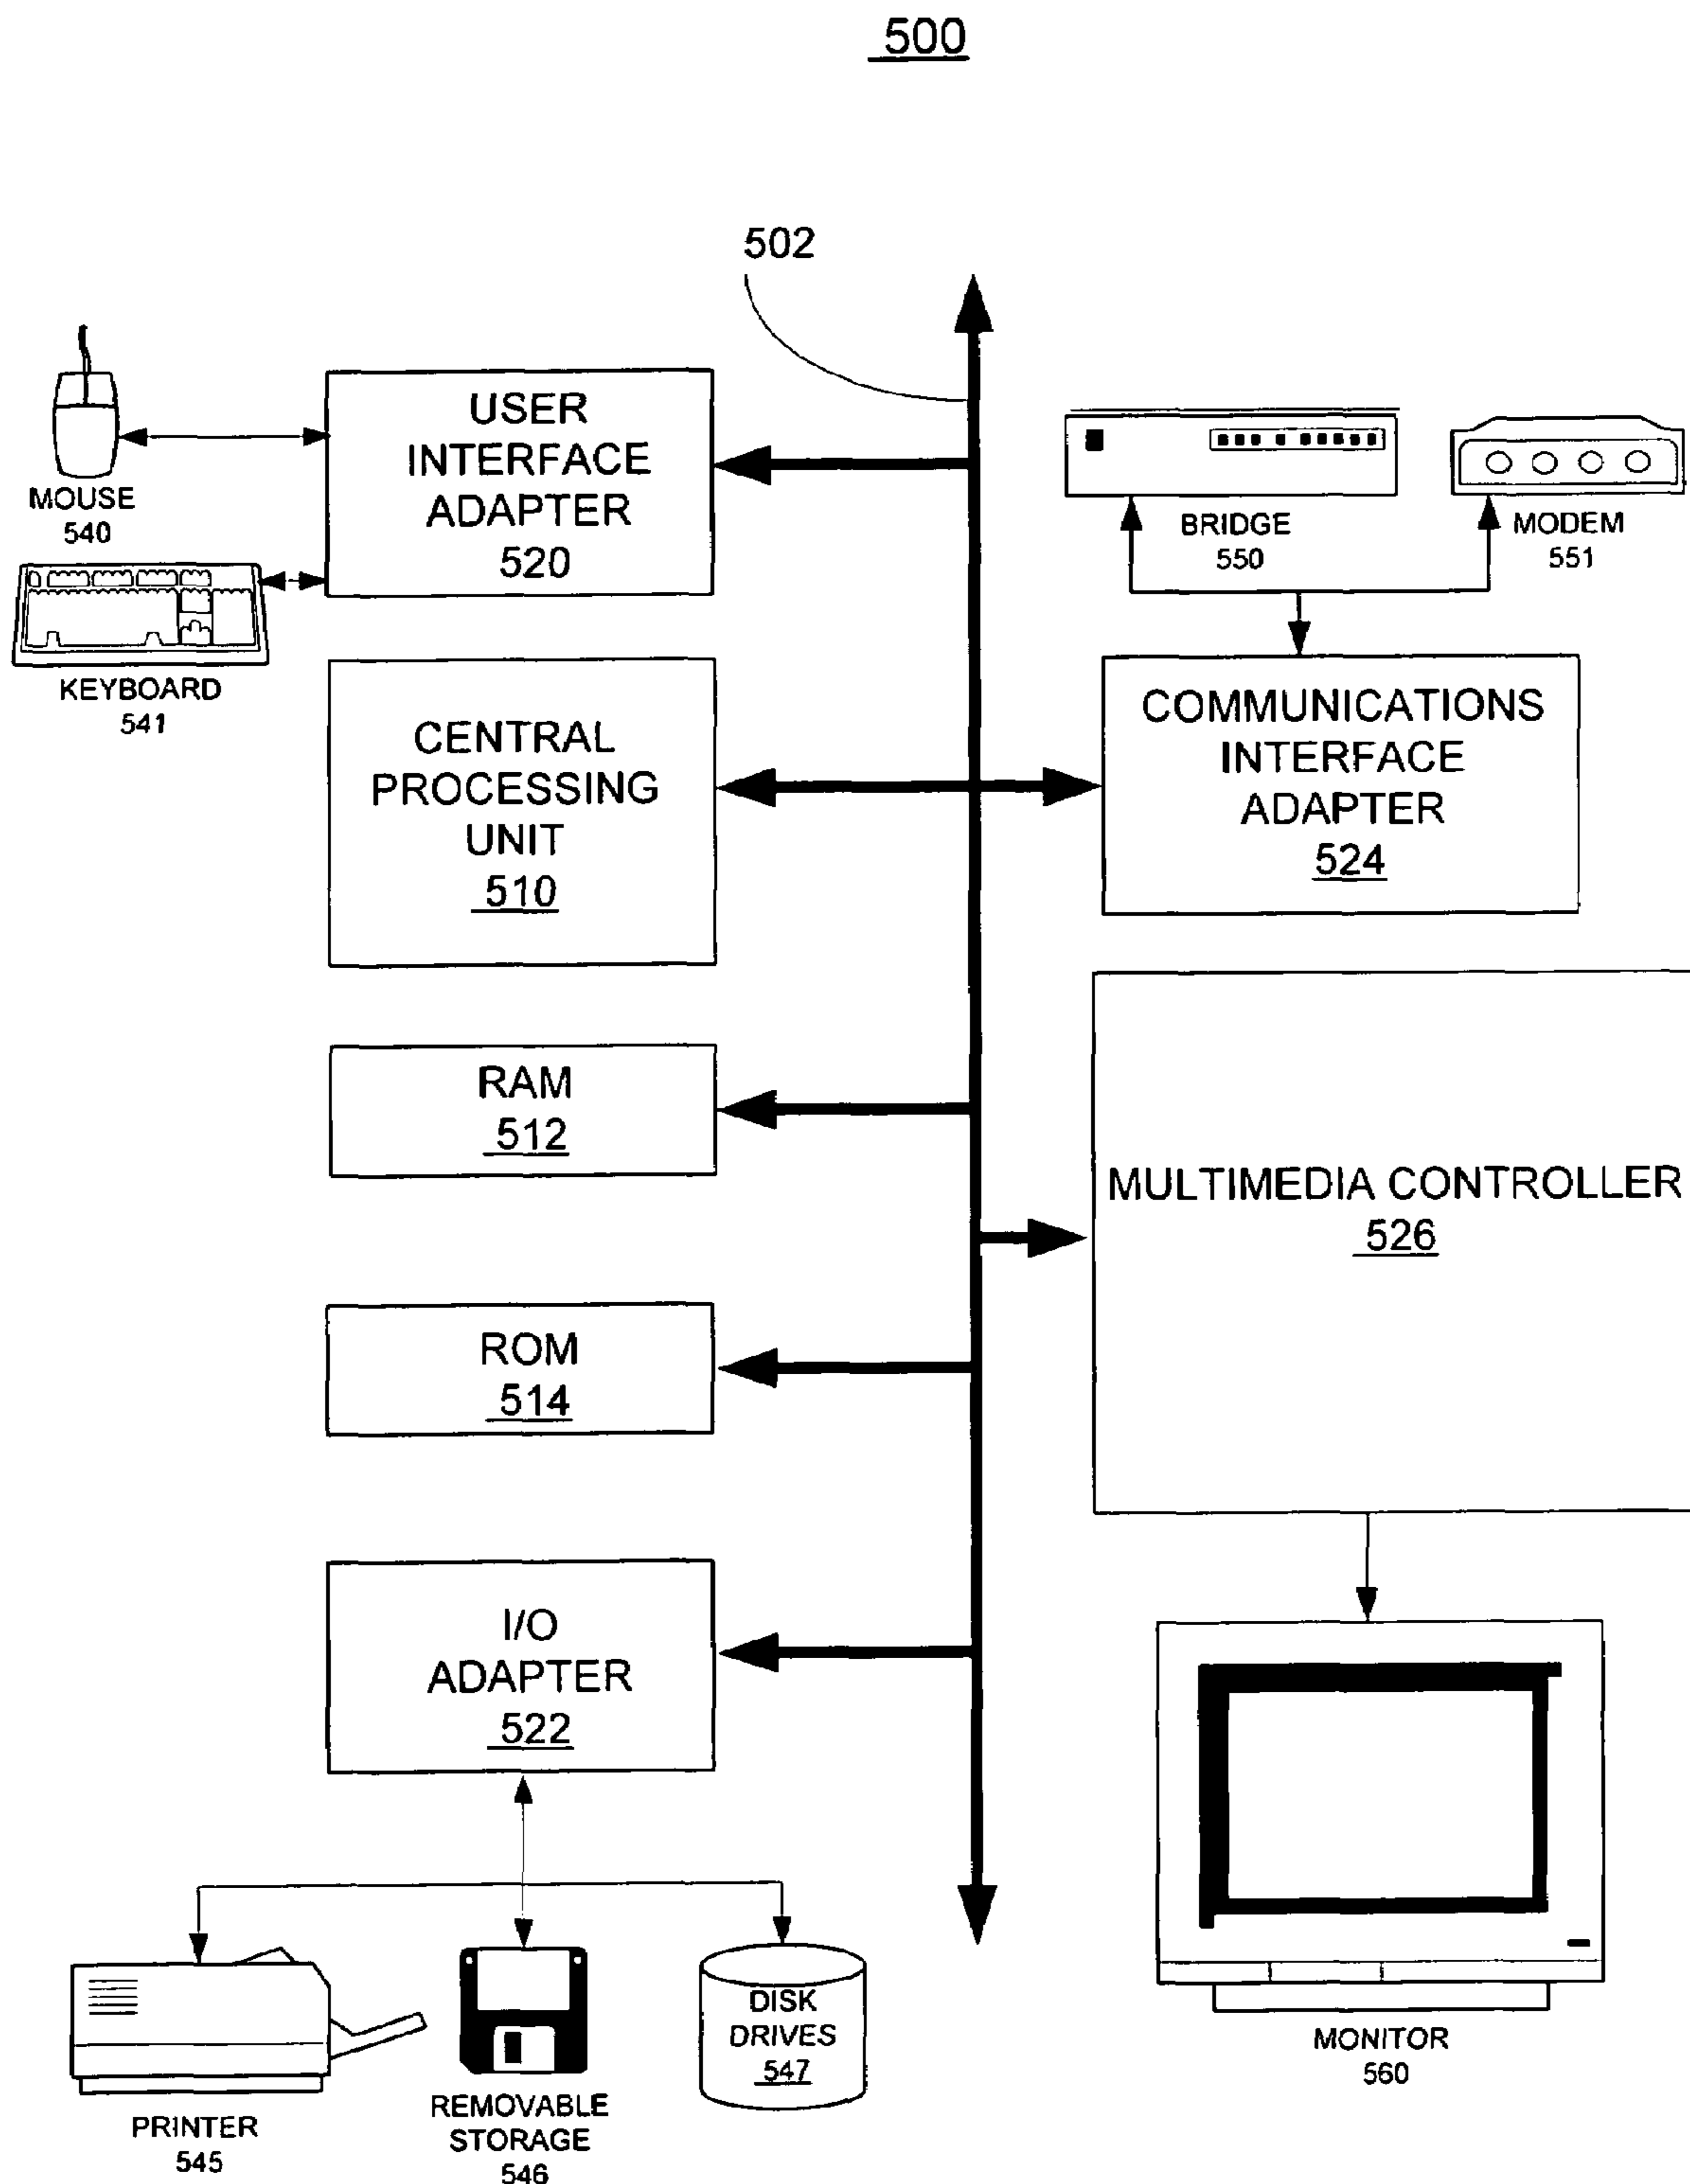 500
502
USER
INTERFACE
ADAPTER
520
MOUSE
540
KEYBOARD
541
BRIDGE
550
MODEM
551
CENTRAL
PROCESSING
UNIT
510
COMMUNICATIONS
INTERFACE
ADAPTER
524
RAM
512
MULTIMEDIA CONTROLLER
526
ROM
514
I/O
ADAPTER
522
PRINTER
545
REMOVABLE
STORAGE
546
DISK
DRIVES
547
MONITOR
560